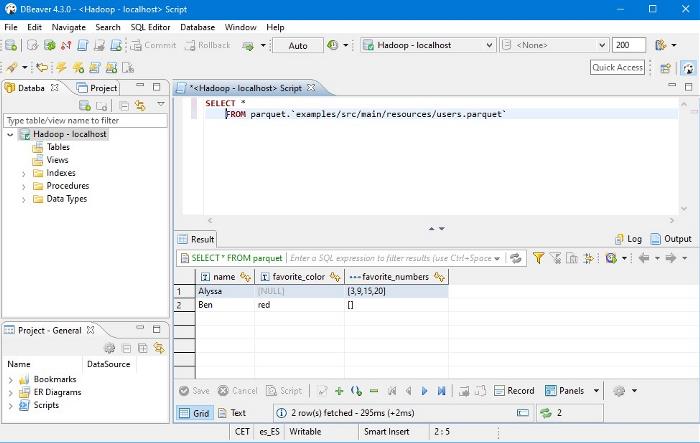 DBeaver 4.3.0 - <Hadoop - localhost> Script
File Edit Navigate Search SQL Editor Database Window Help
Commit Rollback Auto Hadoop - localhost <None> 200
Quick Access
Databa Project
*<Hadoop - localhost> Script
Type table/view name to filter
Hadoop - localhost
Tables
Views
Indexes
Procedures
Data Types
SELECT *
FROM parquet.`examples/src/main/resources/users.parquet`
Log Output
Result
SELECT * FROM parquet Enter a SQL expression to filter results (use Ctrl+Space
name favorite_color favorite_numbers
1 Alyssa [NULL] [3,9,15,20]
2 Ben red []
Project - General
Name DataSource
Bookmarks
ER Diagrams
Scripts
Save Cancel Script Record Panels
Grid Text 2 row(s) fetched - 295ms (+2ms) 2
CET es_ES Writable Smart Insert 2 : 5